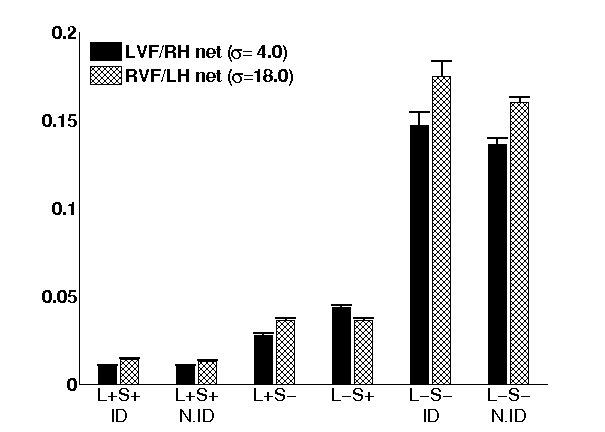 0.2
LVF/RH net (σ= 4.0)
RVF/LH net (σ=18.0)
0.15
0.1
0.05
0
L+S+ L+S+ L+S− L−S+ L−S− L−S−
ID N.ID ID N.ID